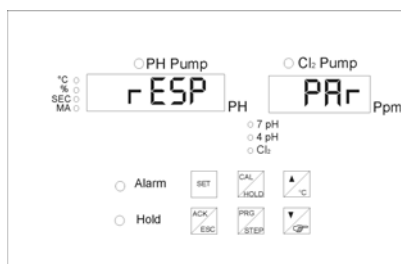 PH Pump
Cl₂ Pump
°C
%
SEC
MA
rESP
PH
PAr
Ppm
7 pH
4 pH
Cl₂
Alarm
SET
CAL
HOLD
▲
°C
Hold
ACK
ESC
PRG
STEP
▼